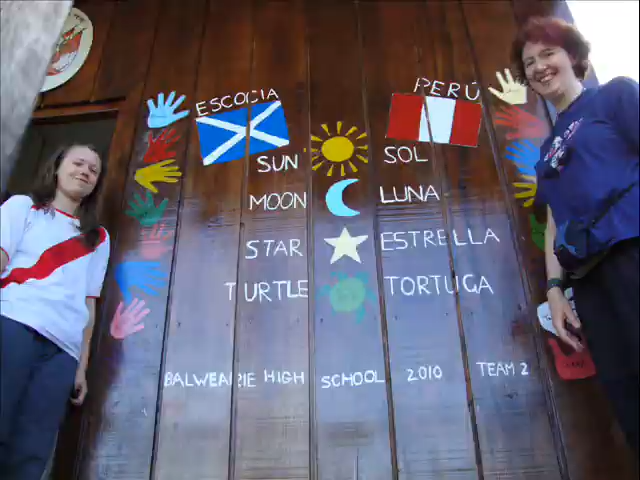 ESCOCIA PERÚ
SUN SOL
MOON LUNA
STAR ESTRELLA
TURTLE TORTUGA
BALWEARIE HIGH SCHOOL 2010 TEAM 2